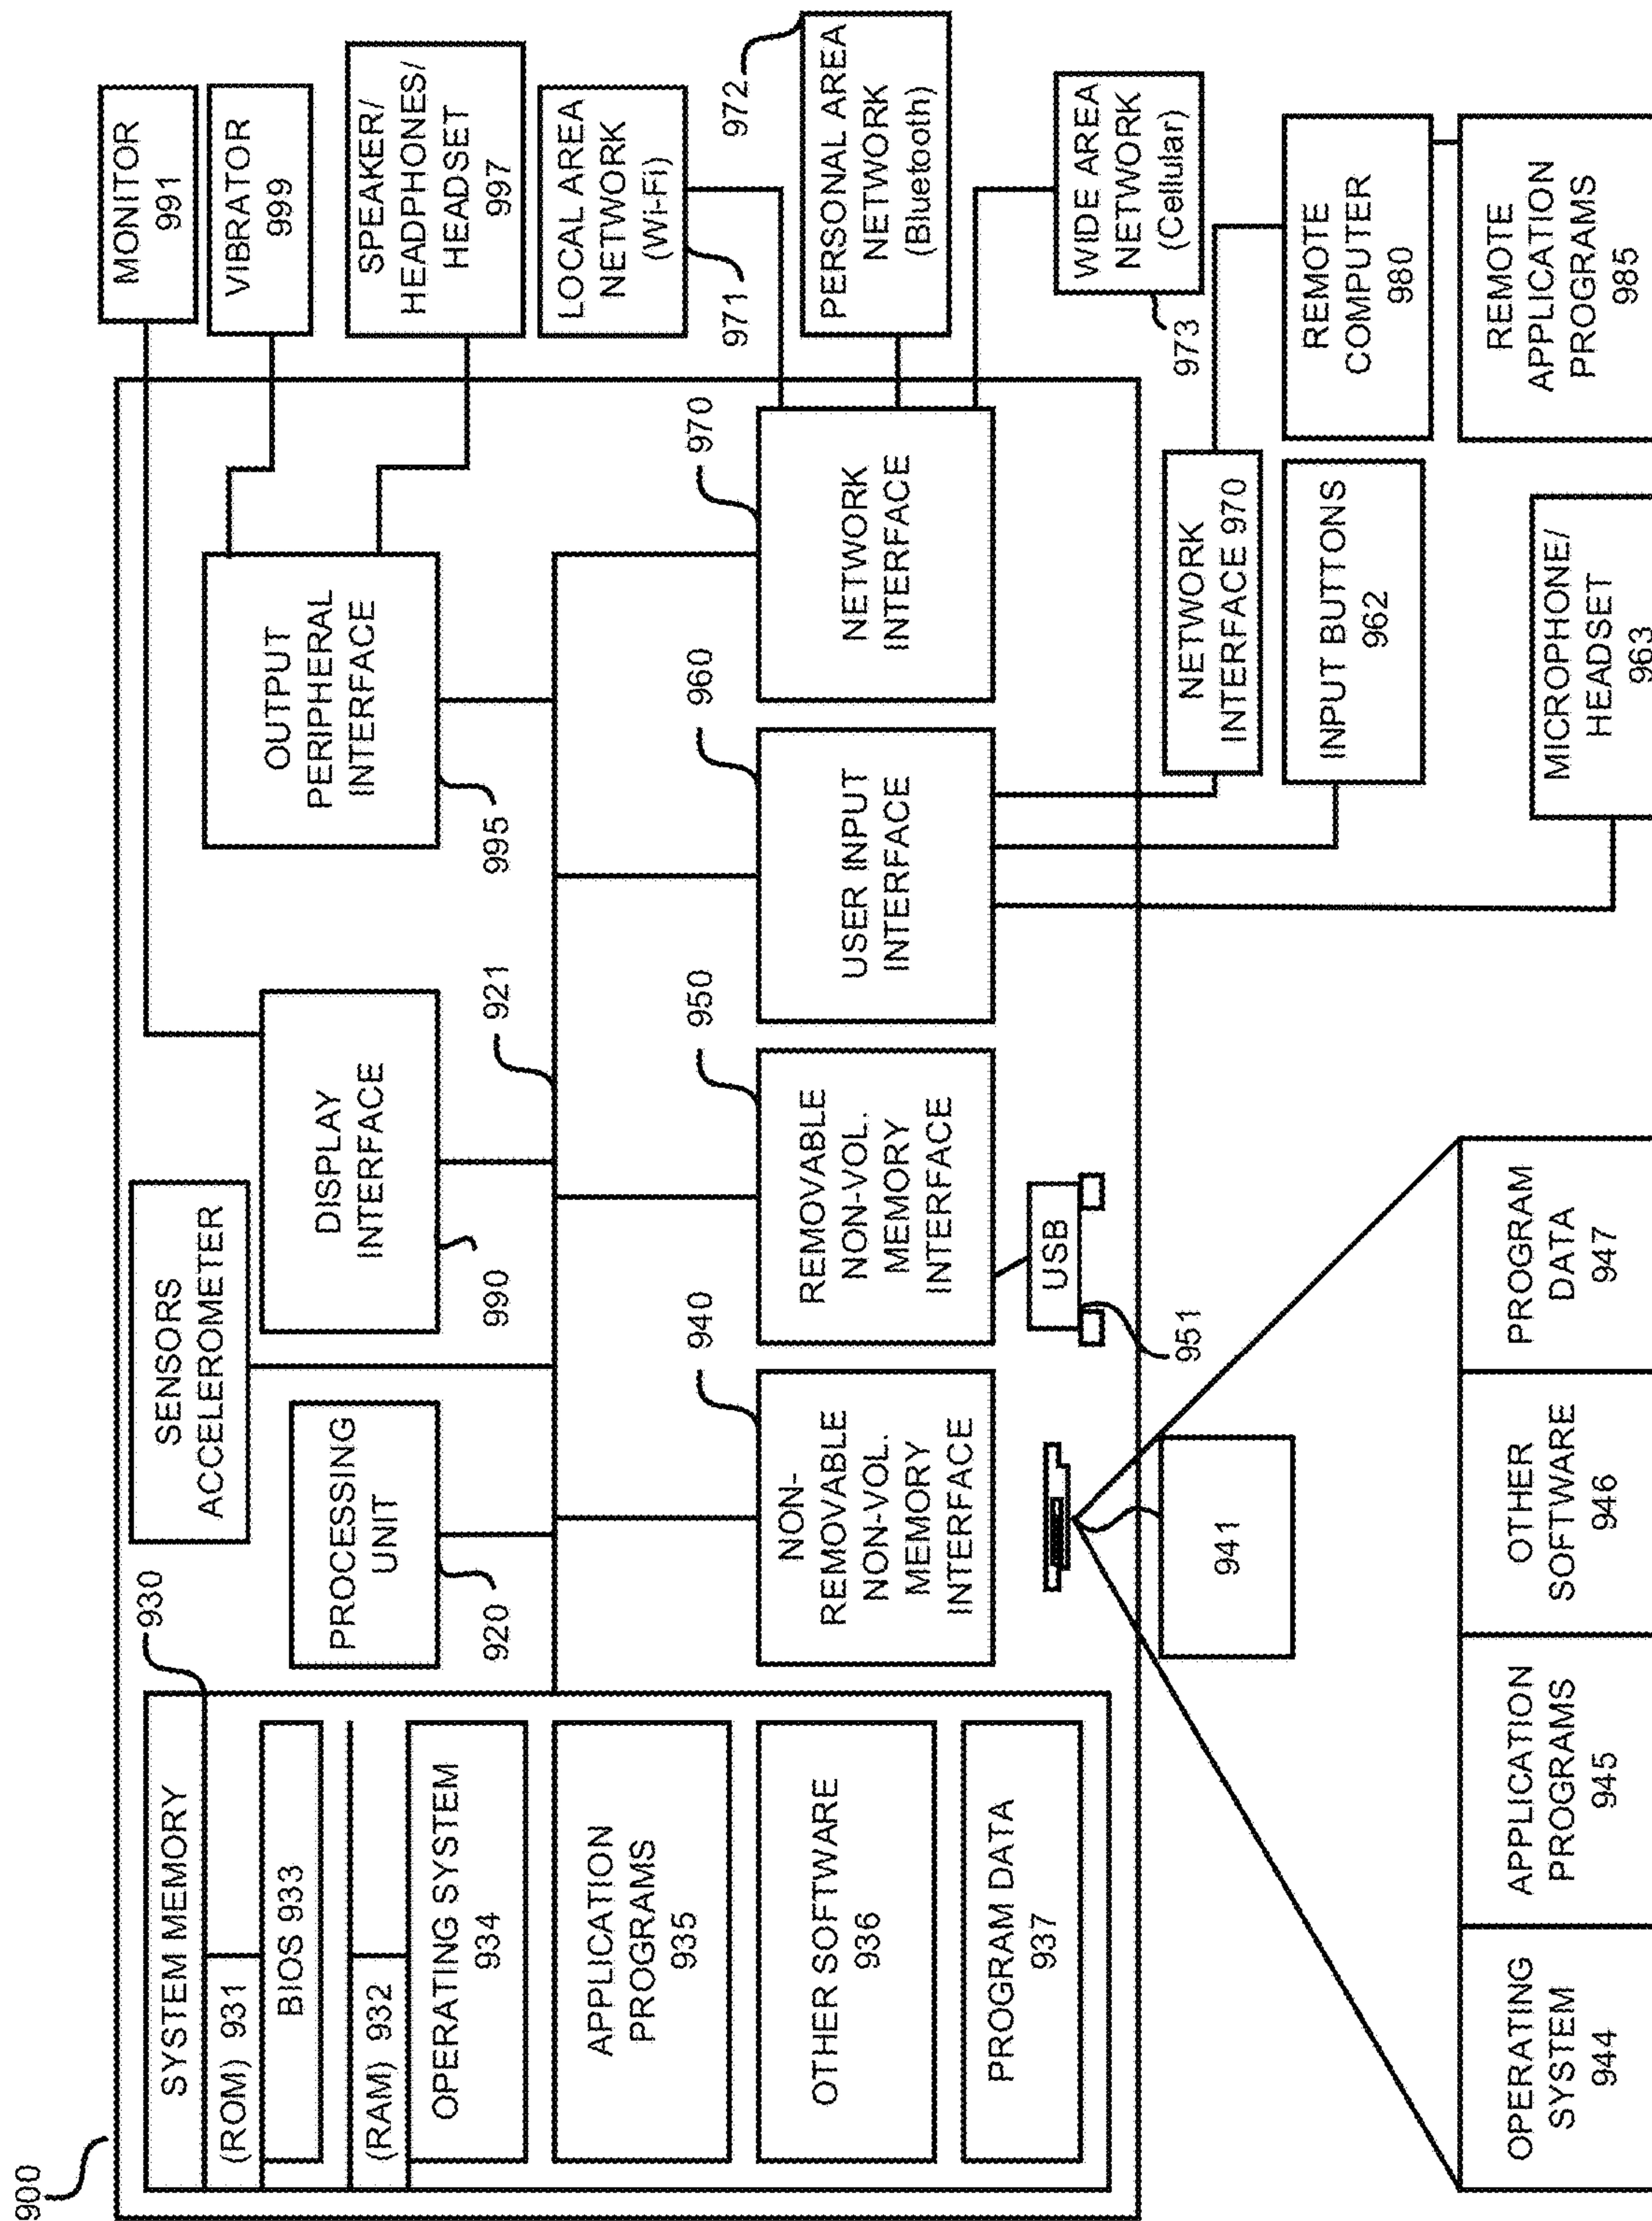 900
SYSTEM MEMORY
930
(ROM) 931
BIOS 933
(RAM) 932
OPERATING SYSTEM
934
APPLICATION
PROGRAMS
935
OTHER SOFTWARE
936
PROGRAM DATA
937
SENSORS
ACCELEROMETER
PROCESSING
UNIT
920
DISPLAY
INTERFACE
990
921
OUTPUT
PERIPHERAL
INTERFACE
995
MONITOR
991
VIBRATOR
999
SPEAKER/
HEADPHONES/
HEADSET
997
LOCAL AREA
NETWORK
(Wi-Fi)
971
972
PERSONAL AREA
NETWORK
(Bluetooth)
WIDE AREA
NETWORK
(Cellular)
973
940
NON-
REMOVABLE
NON-VOL.
MEMORY
INTERFACE
950
REMOVABLE
NON-VOL.
MEMORY
INTERFACE
960
USER INPUT
INTERFACE
970
NETWORK
INTERFACE
USB
951
941
NETWORK
INTERFACE 970
INPUT BUTTONS
962
MICROPHONE/
HEADSET
963
REMOTE
COMPUTER
980
REMOTE
APPLICATION
PROGRAMS
985
OPERATING
SYSTEM
944
APPLICATION
PROGRAMS
945
OTHER
SOFTWARE
946
PROGRAM
DATA
947